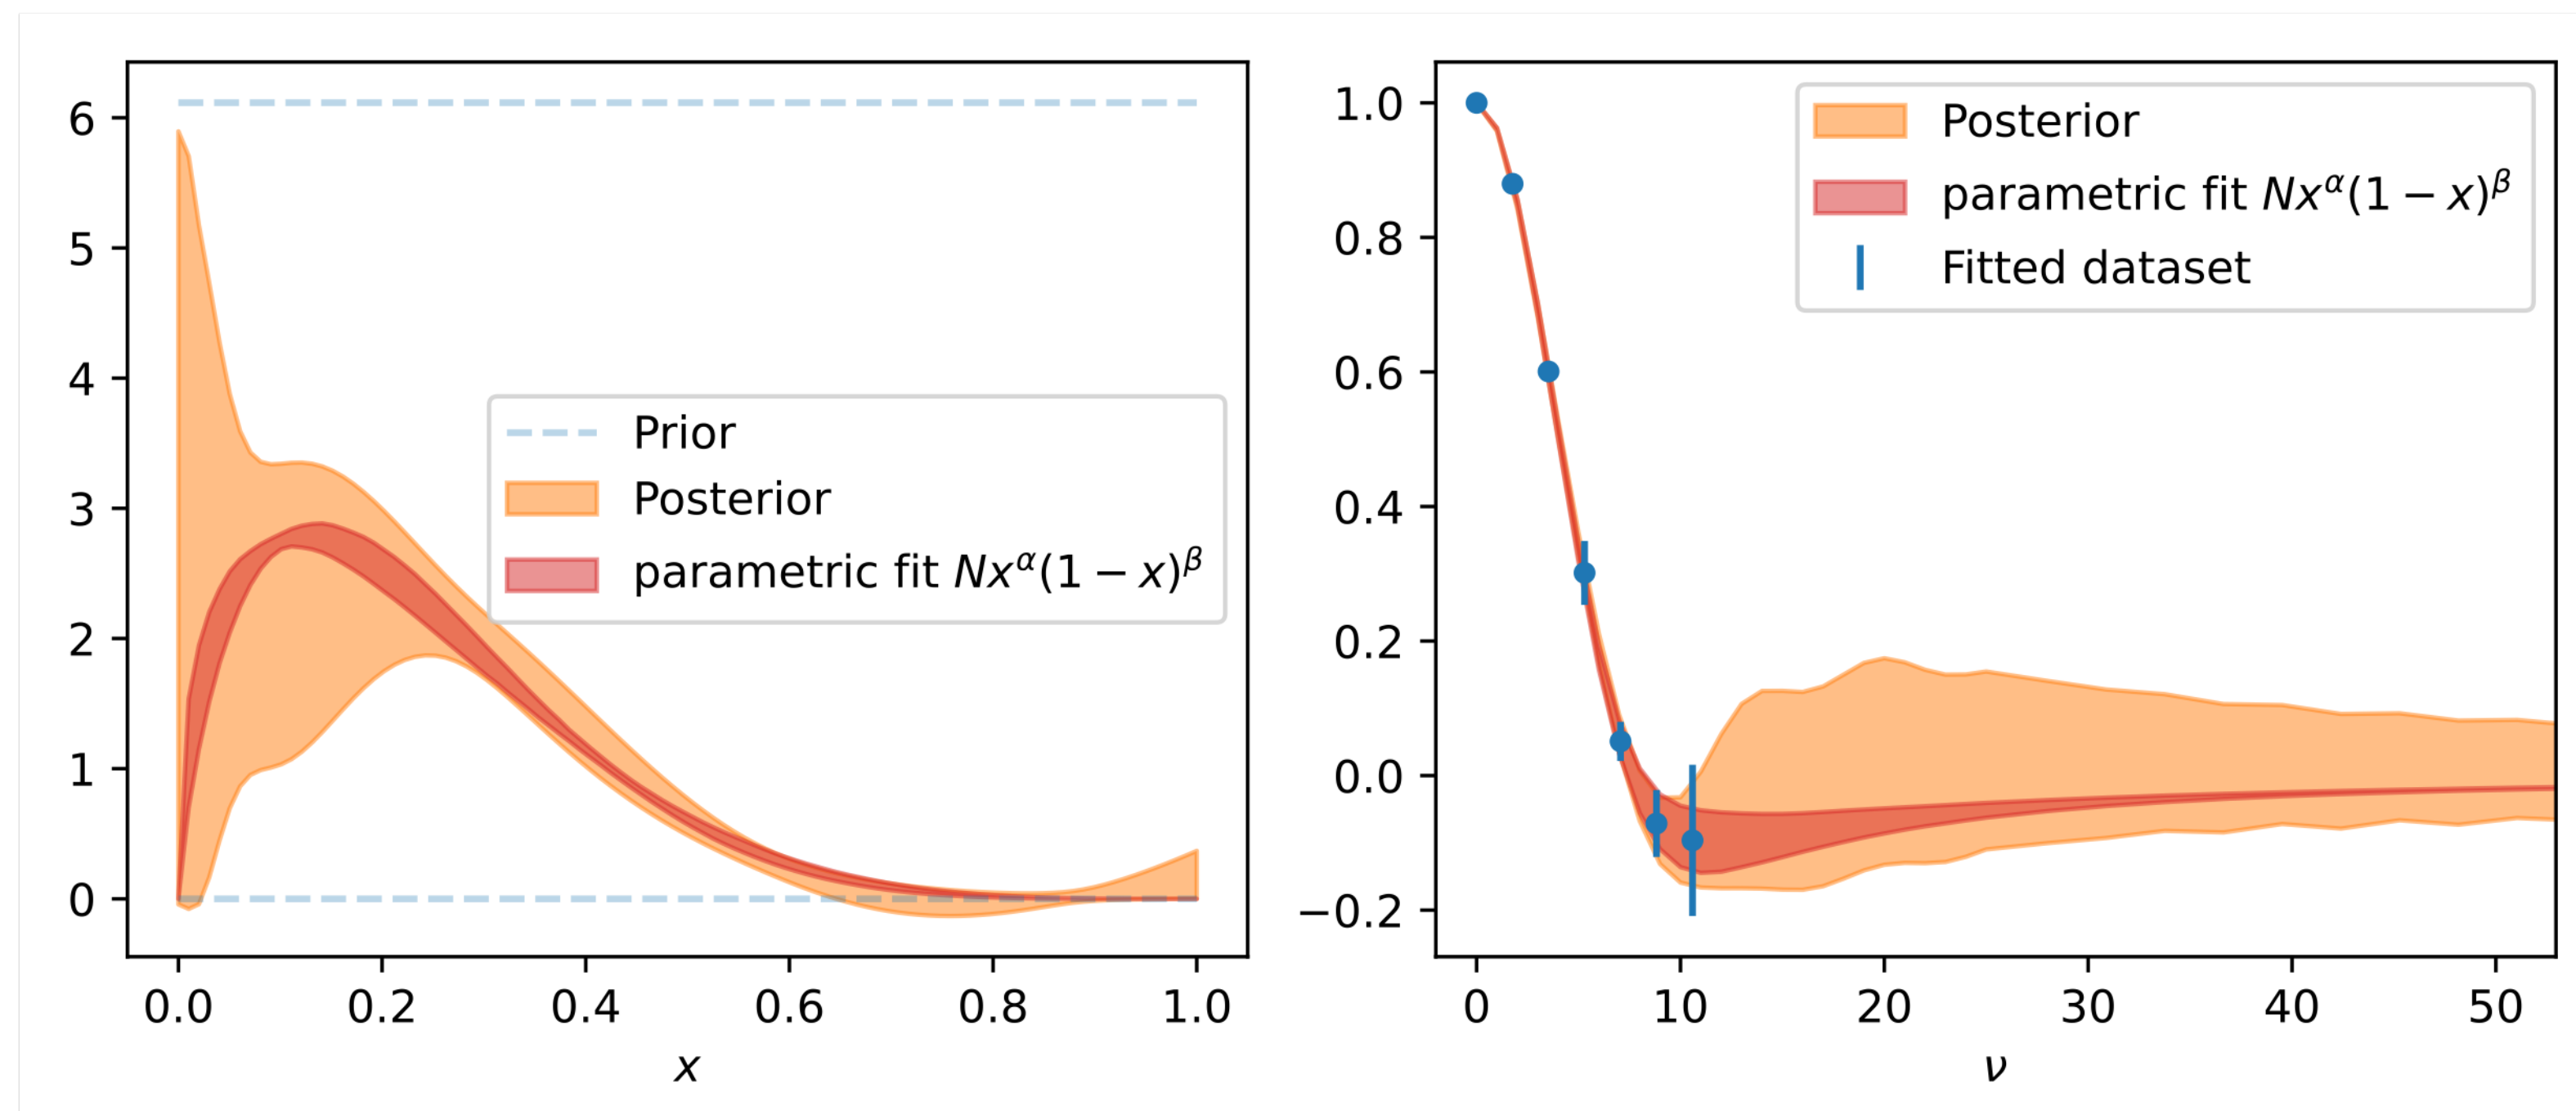 6
5
4
3
2
1
0
Prior
Posterior
parametric fit Nx^α(1 − x)^β
0.0 0.2 0.4 0.6 0.8 1.0
x
1.0
0.8
0.6
0.4
0.2
0.0
−0.2
Posterior
parametric fit Nx^α(1 − x)^β
Fitted dataset
0 10 20 30 40 50
ν